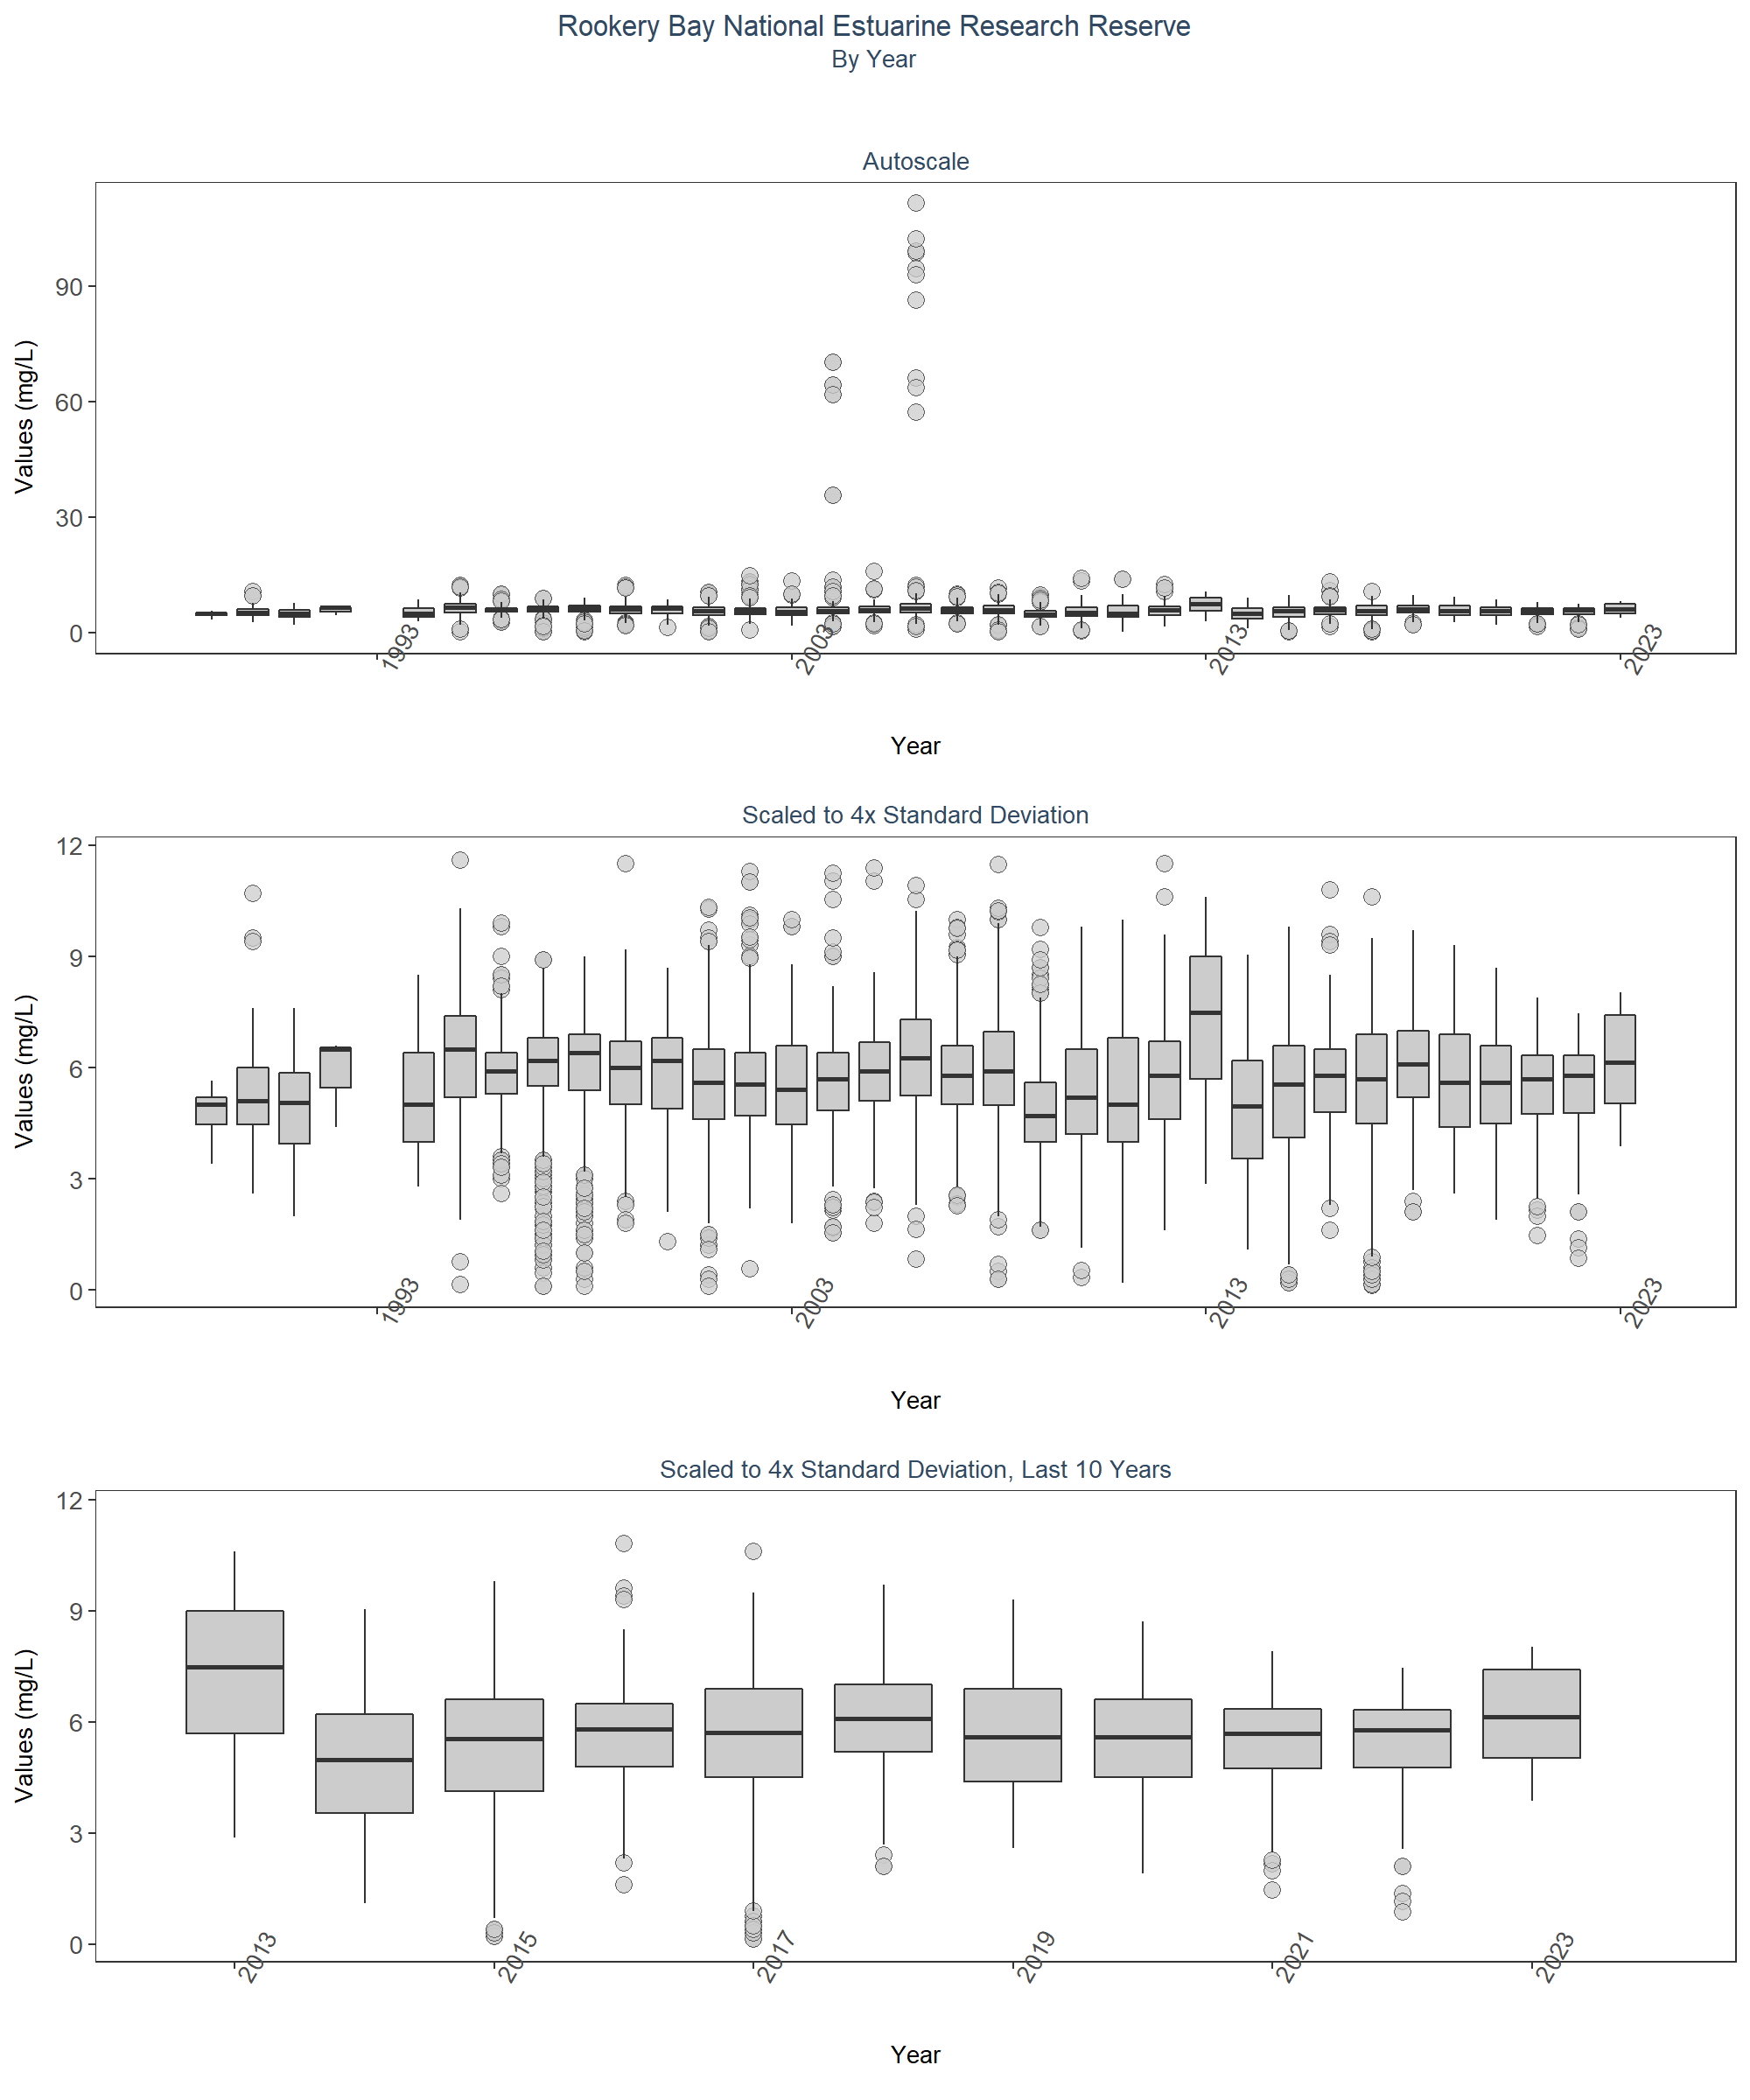 Rookery Bay National Estuarine Research Reserve
By Year
Autoscale
Values (mg/L)
90
60
30
0
1993
2003
2013
2023
Year
Scaled to 4x Standard Deviation
Values (mg/L)
12
9
6
3
0
1993
2003
2013
2023
Year
Scaled to 4x Standard Deviation, Last 10 Years
Values (mg/L)
12
9
6
3
0
2013
2015
2017
2019
2021
2023
Year